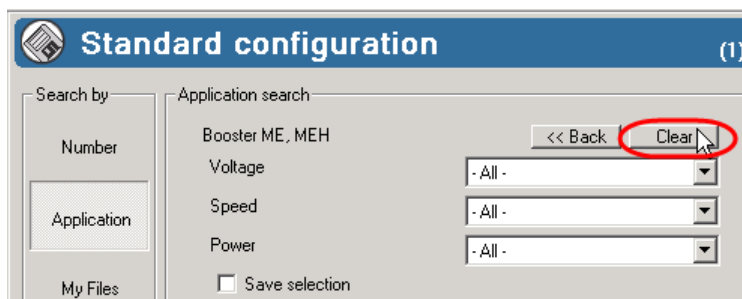 Standard configuration
(1)
Search by
Application search
Number
Booster ME, MEH
<< Back
Clear
Voltage
- All -
Application
Speed
- All -
Power
- All -
My Files
Save selection